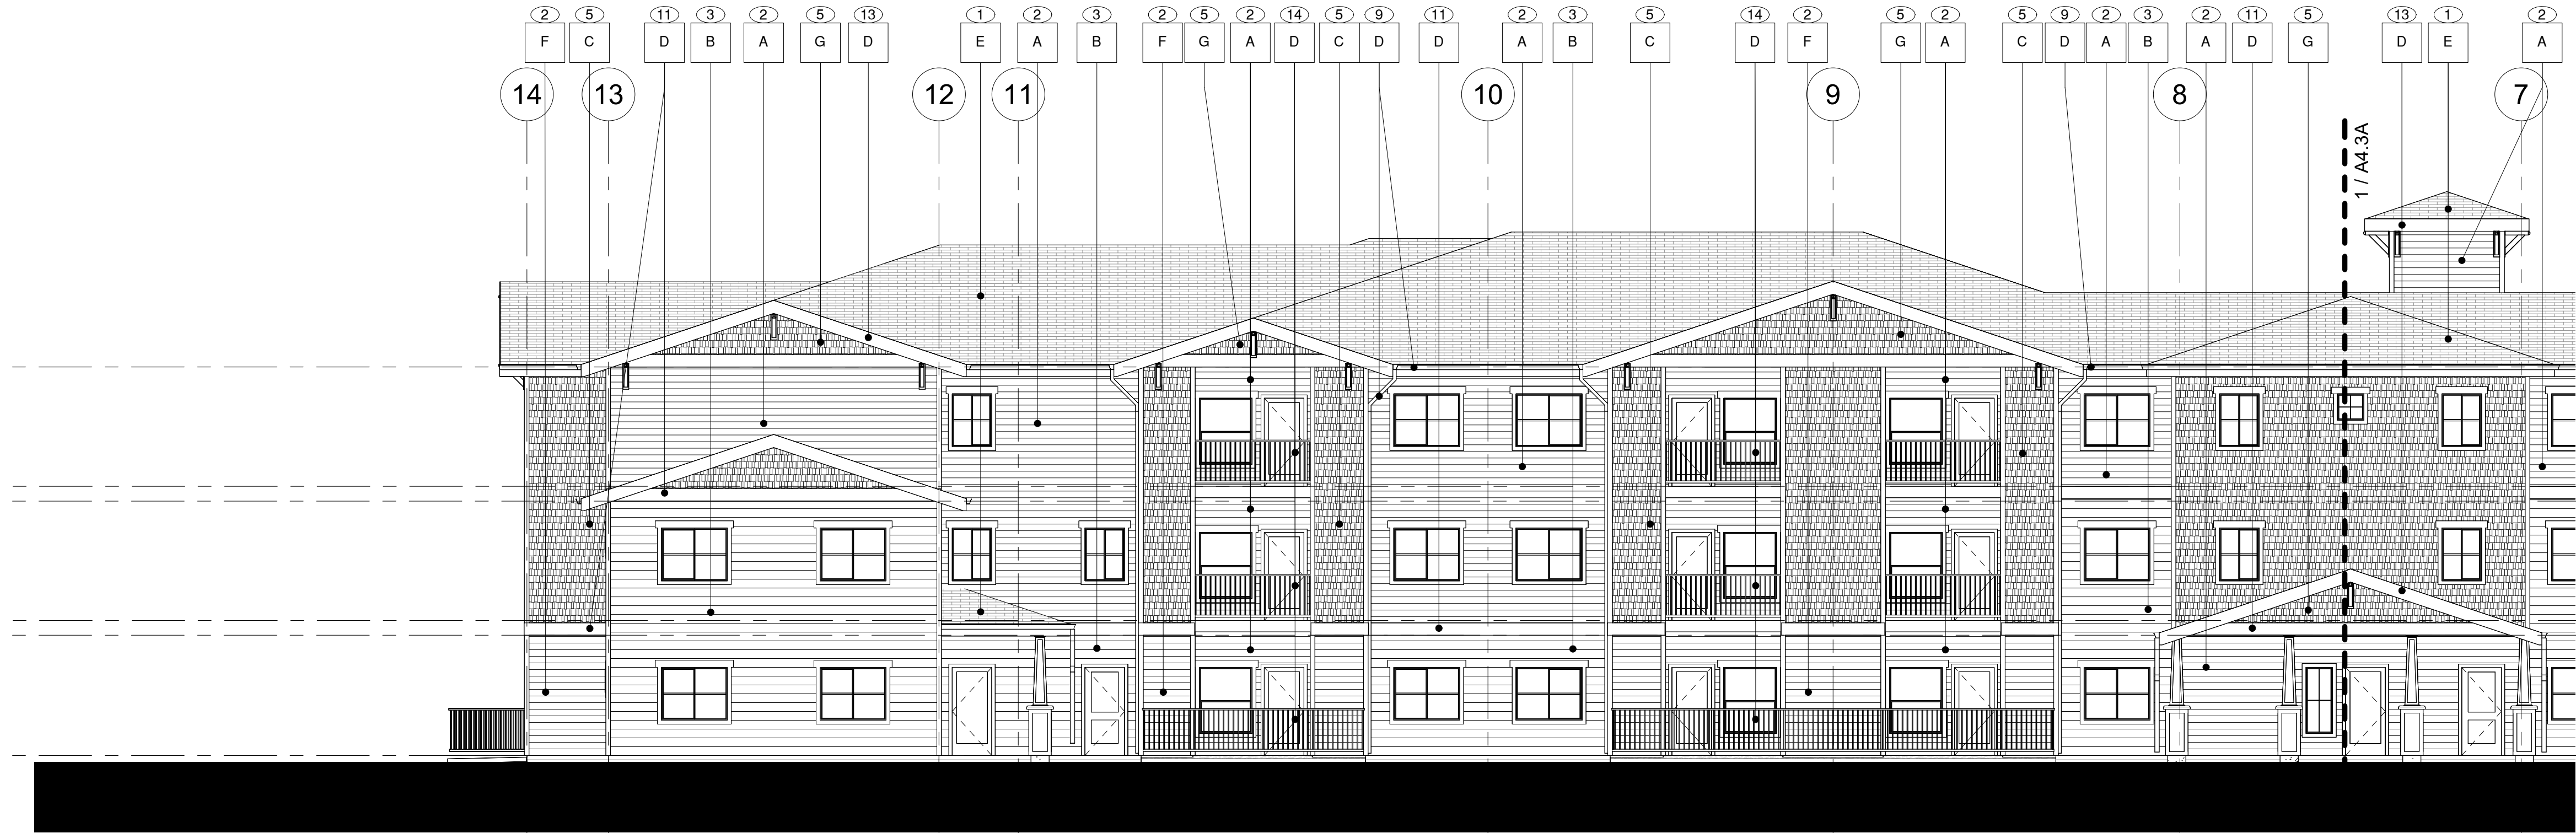 2 5 11 3 2 5 13 1 2 3 2 5 2 14 5 9 11 2 3 5 14 2 5 2 5 9 2 3 2 11 5 13 1 2
F C D B A G D E A B F G A D C D D A B C D F G A C D A B A D G D E A
14 13 12 11 10 9 8 7
1 / A4.3A